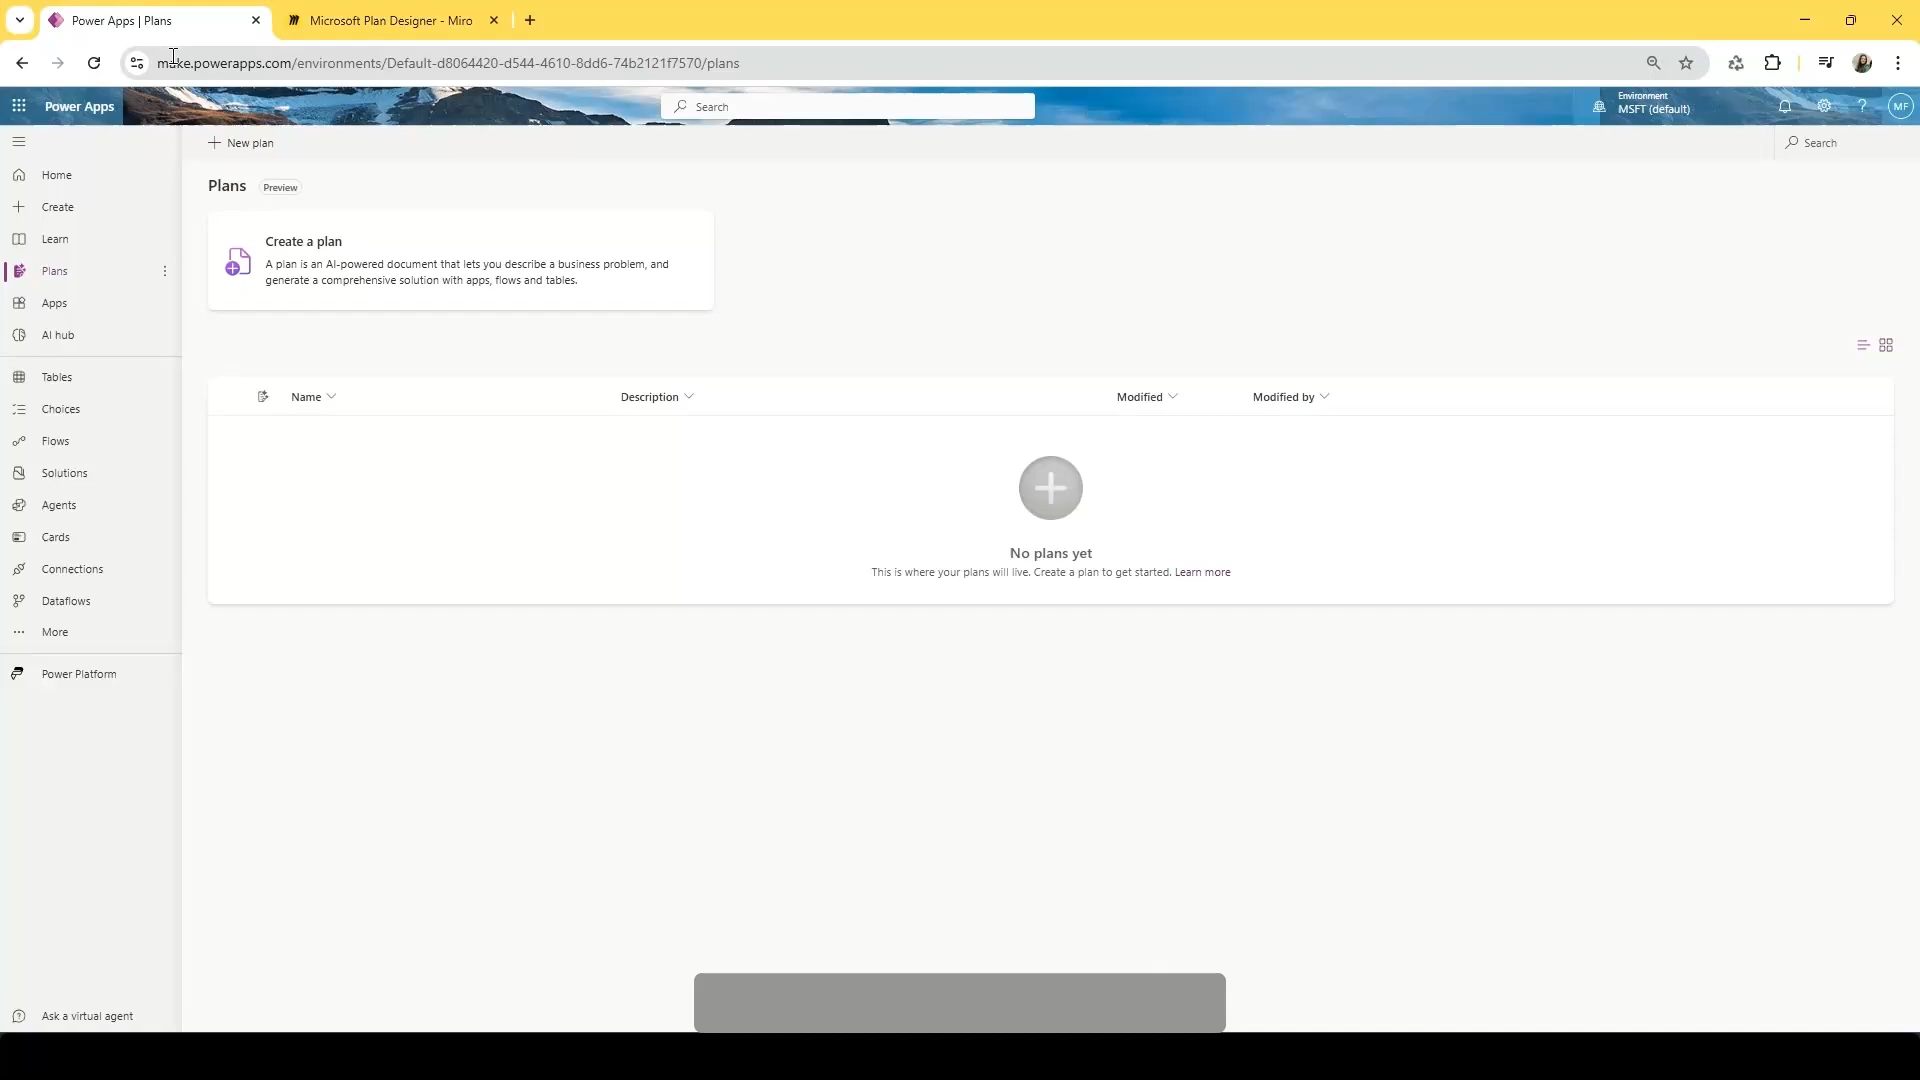 Power Apps | Plans
Microsoft Plan Designer - Miro
make.powerapps.com/environments/Default-d8064420-d544-4610-8dd6-74b2121f7570/plans
Power Apps
Search
Environment
MSFT (default)
MF
New plan
Search
Home
Create
Learn
Plans
Apps
AI hub
Tables
Choices
Flows
Solutions
Agents
Cards
Connections
Dataflows
More
Power Platform
Ask a virtual agent
Plans Preview
Create a plan
A plan is an AI-powered document that lets you describe a business problem, and
generate a comprehensive solution with apps, flows and tables.
Name Description Modified Modified by
No plans yet
This is where your plans will live. Create a plan to get started. Learn more